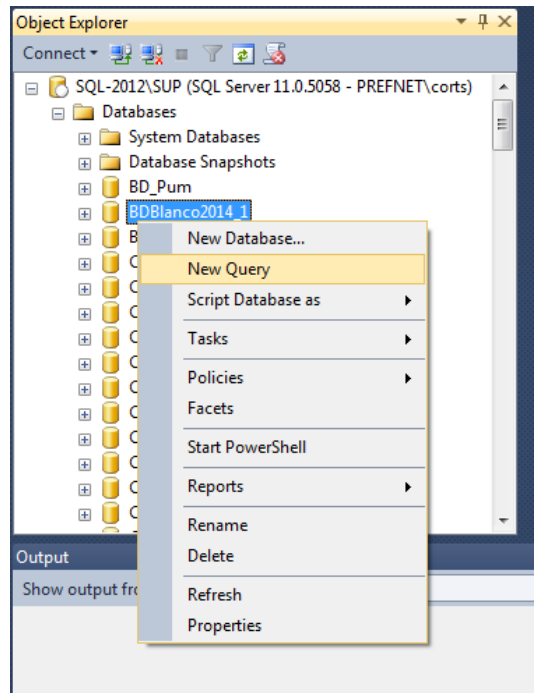 Object Explorer
Connect
SQL-2012\SUP (SQL Server 11.0.5058 - PREFNET\corts)
Databases
System Databases
Database Snapshots
BD_Pum
BDBlanco2014_1
B
New Database...
C
New Query
C
Script Database as
C
C
Tasks
C
C
Policies
C
Facets
C
Start PowerShell
C
C
Reports
C
Rename
Output
Delete
Show output fr
Refresh
Properties